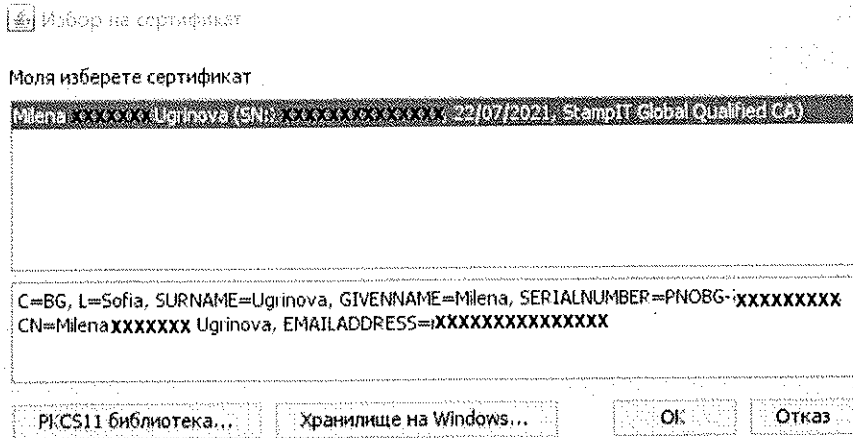 Избор на сертификат
Моля изберете сертификат
Milena XXXXXXX Ugrinova (SN: XXXXXXXXXXXXXXX, 22/07/2021, StampIT Global Qualified CA)
C=BG, L=Sofia, SURNAME=Ugrinova, GIVENNAME=Milena, SERIALNUMBER=PNOBG-XXXXXXXXX
CN=Milena XXXXXXX Ugrinova, EMAILADDRESS=XXXXXXXXXXXXXXX
PKCS11 библиотека... Хранилище на Windows... OK Отказ